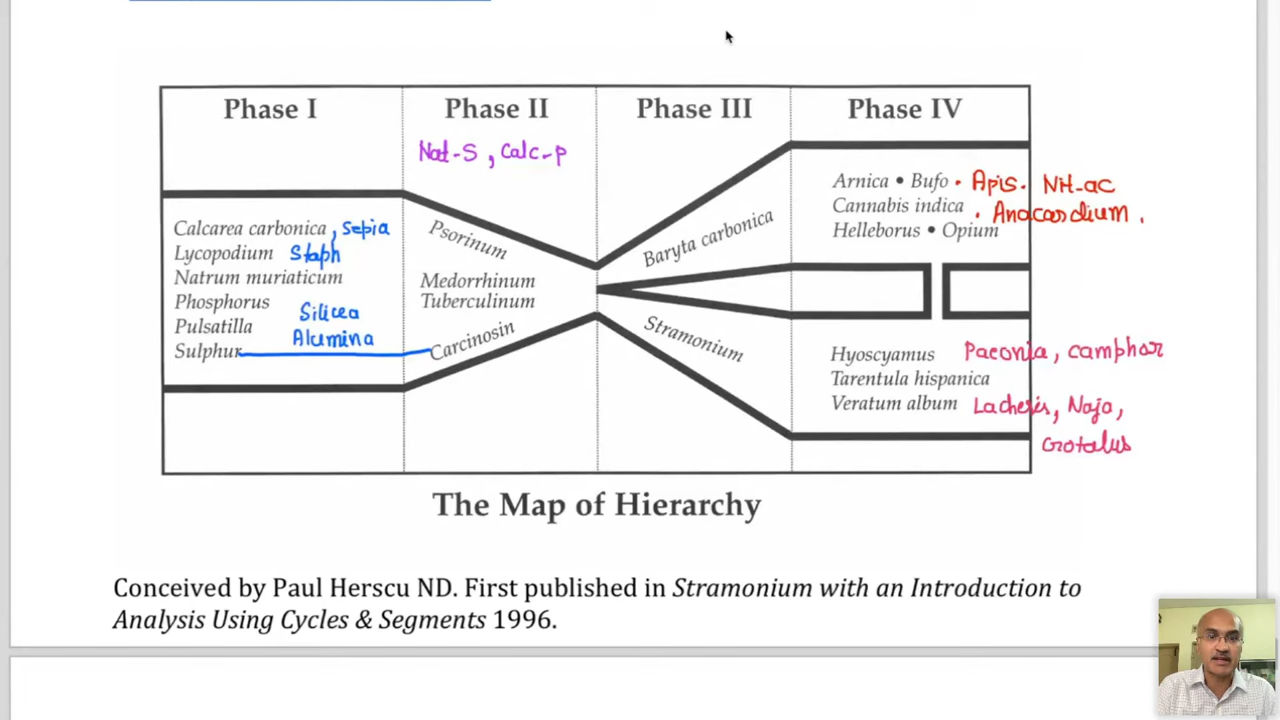 Phase I
Phase II
Phase III
Phase IV
Nat-S, Calc-p
Calcarea carbonica, Sepia
Lycopodium Staph
Natrum muriaticum
Phosphorus Silicea
Pulsatilla Alumina
Sulphur
Psorinum
Medorrhinum
Tuberculinum
Carcinosin
Baryta carbonica
Stramonium
Arnica • Bufo • Apis. Nit-ac
Cannabis indica • Anacardium.
Helleborus • Opium
Hyoscyamus Paeonia, camphor
Tarentula hispanica
Veratum album Lachesis, Naja,
Crotalus
The Map of Hierarchy
Conceived by Paul Herscu ND. First published in Stramonium with an Introduction to
Analysis Using Cycles & Segments 1996.